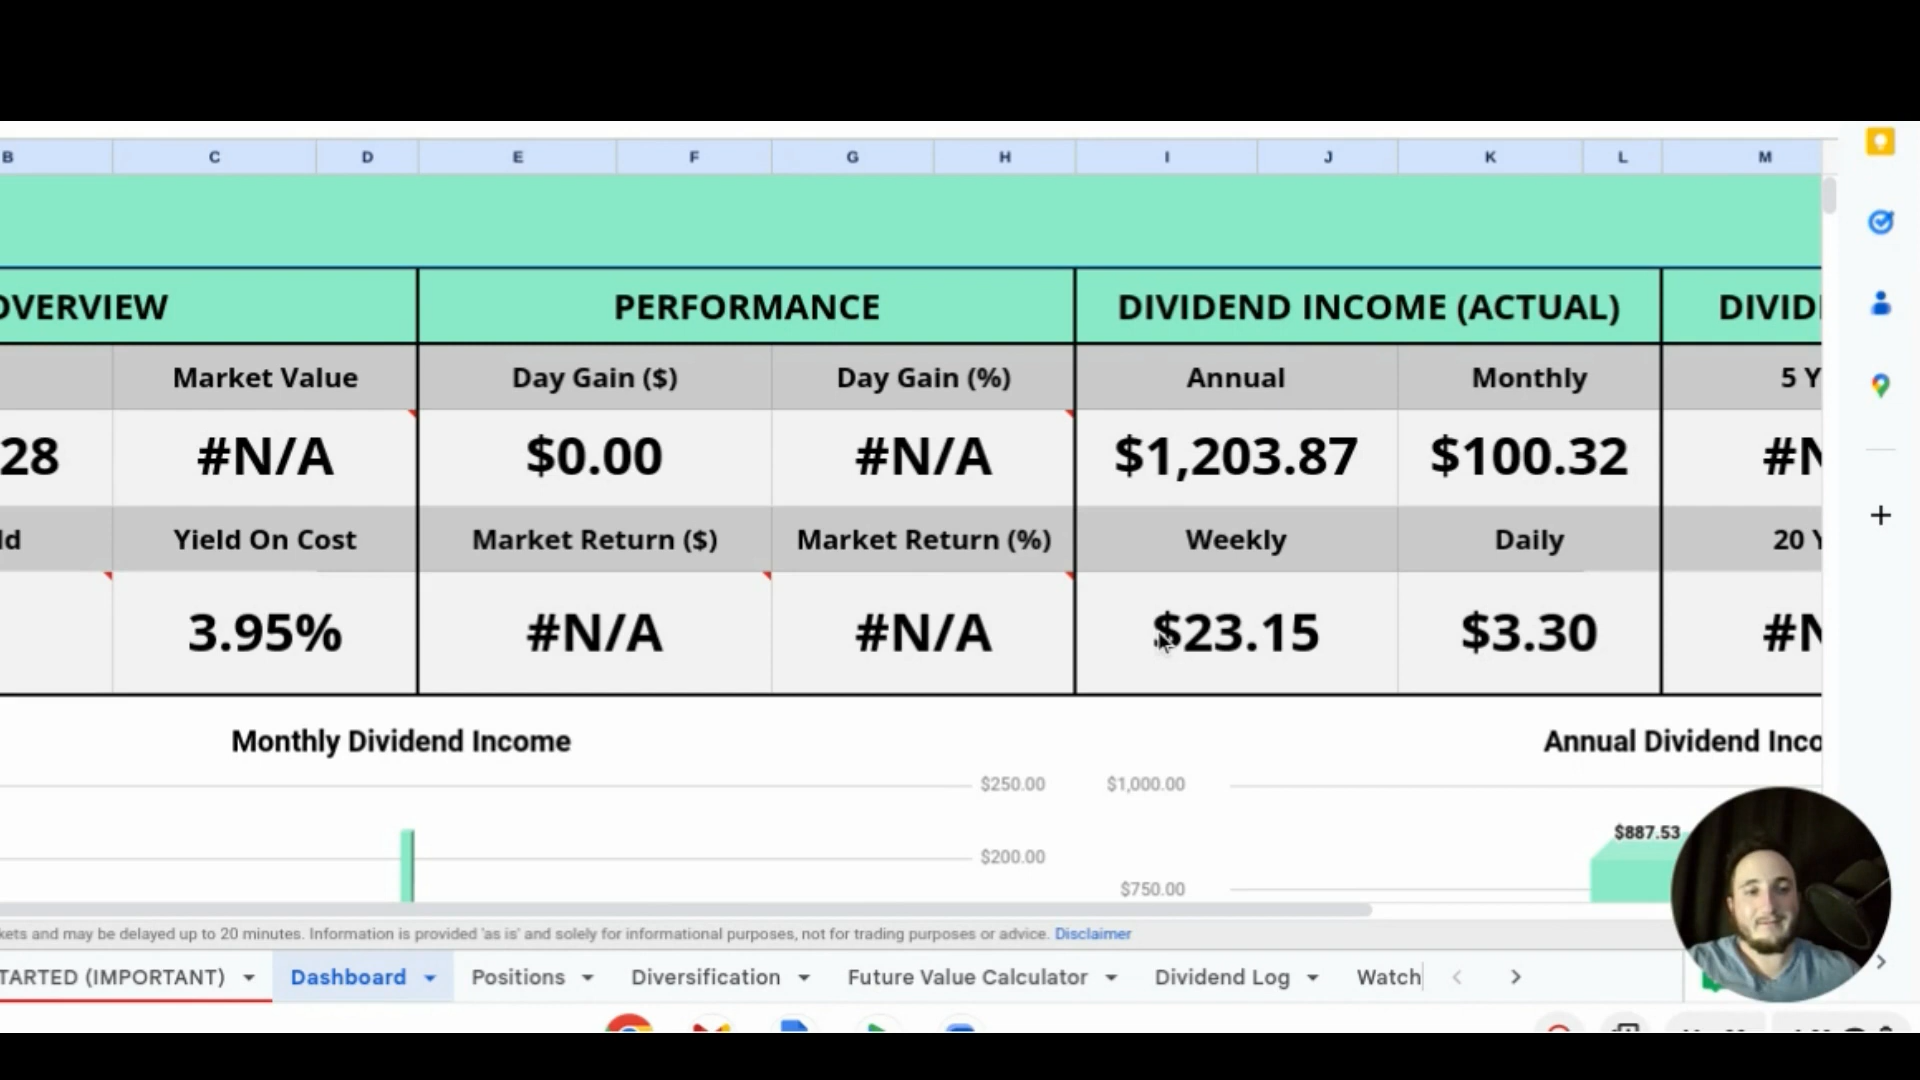 B C D E F G H I J K L M
OVERVIEW PERFORMANCE DIVIDEND INCOME (ACTUAL) DIVID
Market Value Day Gain ($) Day Gain (%) Annual Monthly 5 Y
28 #N/A $0.00 #N/A $1,203.87 $100.32 #N
ld Yield On Cost Market Return ($) Market Return (%) Weekly Daily 20 Y
3.95% #N/A #N/A $23.15 $3.30 #N
Monthly Dividend Income Annual Dividend Inco
$250.00 $1,000.00
$887.53
$200.00
$750.00
kets and may be delayed up to 20 minutes. Information is provided 'as is' and solely for informational purposes, not for trading purposes or advice. Disclaimer
TARTED (IMPORTANT) Dashboard Positions Diversification Future Value Calculator Dividend Log Watch